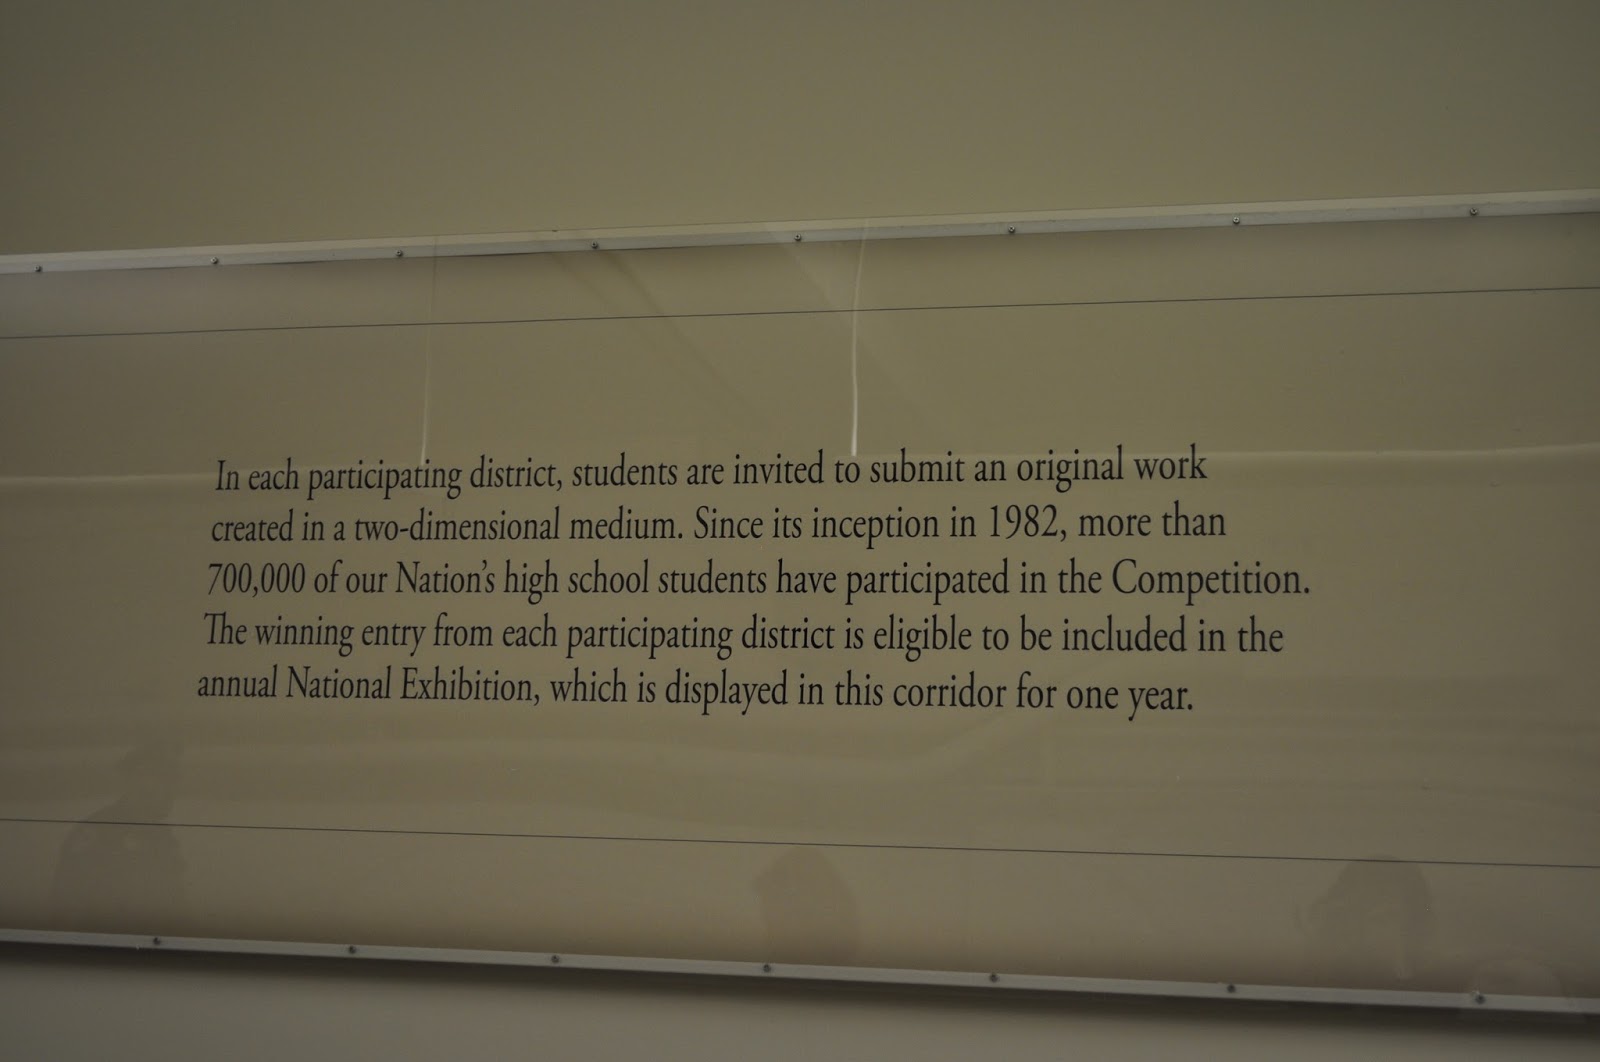 In each participating district, students are invited to submit an original work
created in a two-dimensional medium. Since its inception in 1982, more than
700,000 of our Nation's high school students have participated in the Competition.
The winning entry from each participating district is eligible to be included in the
annual National Exhibition, which is displayed in this corridor for one year.